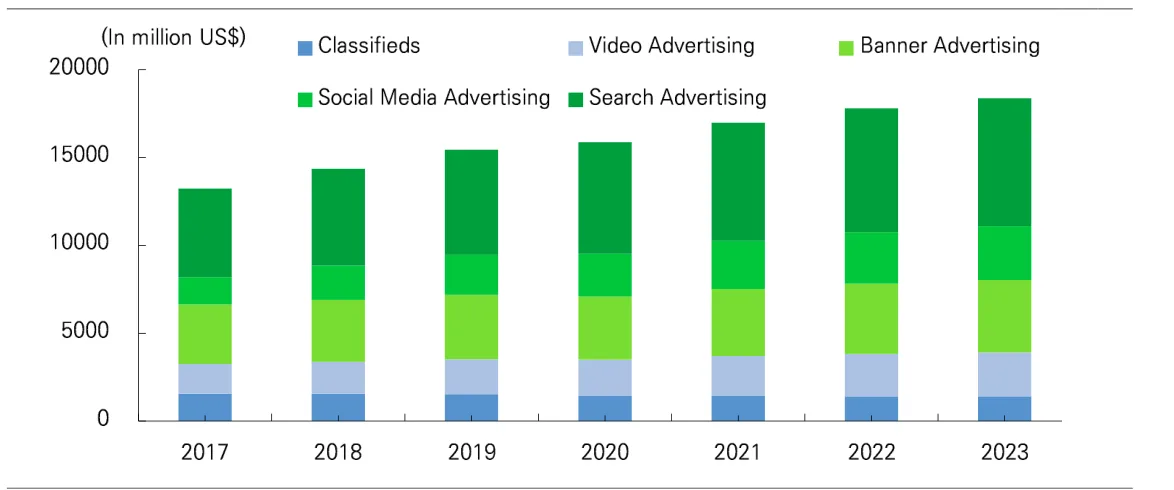 (In million US$)
Classifieds
Video Advertising
Banner Advertising
Social Media Advertising
Search Advertising
20000
15000
10000
5000
0
2017 2018 2019 2020 2021 2022 2023